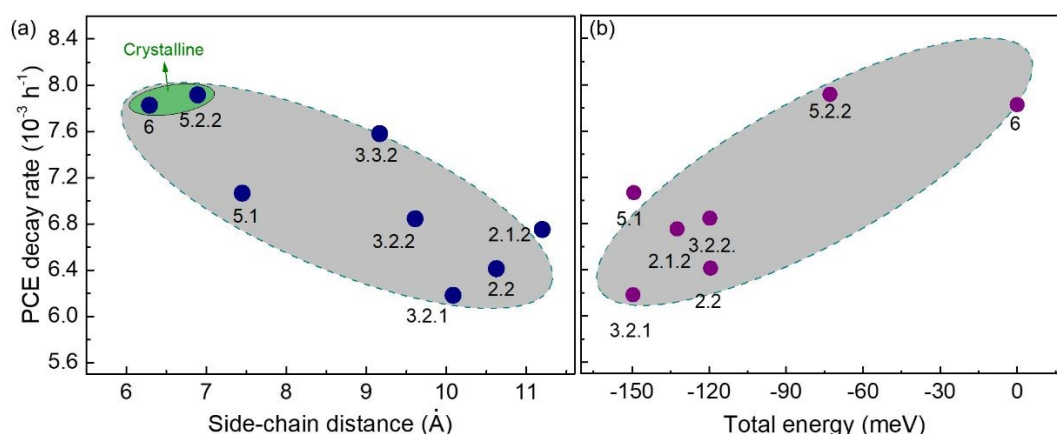 (a)
Crystalline
8.4
8.0
7.6
7.2
6.8
6.4
6.0
5.6
PCE decay rate (10⁻³ h⁻¹)
6
5.2.2
3.3.2
5.1
3.2.2
2.1.2
2.2
3.2.1
6 7 8 9 10 11
Side-chain distance (Ȧ)
(b)
5.2.2
6
5.1
2.1.2
3.2.2.
2.2
3.2.1
-150 -120 -90 -60 -30 0
Total energy (meV)